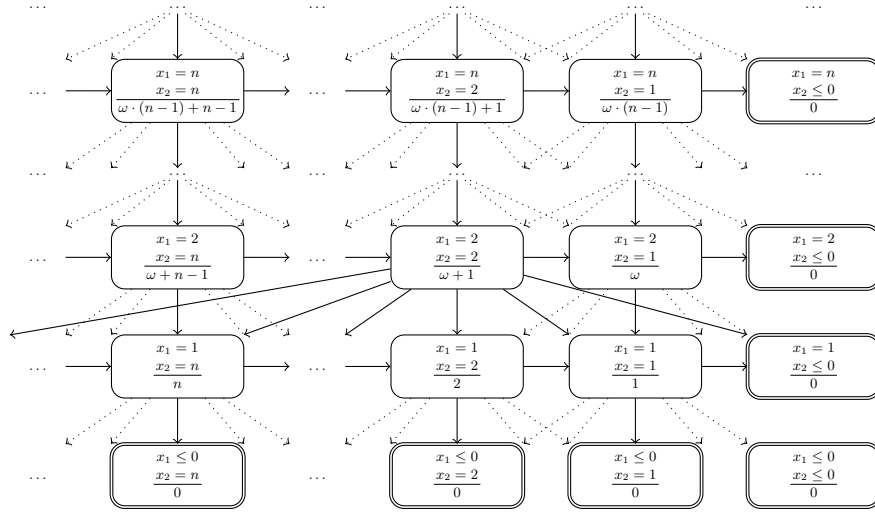 … … … … …
x₁ = n x₁ = n x₁ = n x₁ = n
… x₂ = n … x₂ = 2 x₂ = 1 x₂ ≤ 0
ω · (n − 1) + n − 1 ω · (n − 1) + 1 ω · (n − 1) 0
… … … … … …
x₁ = 2 x₁ = 2 x₁ = 2 x₁ = 2
… x₂ = n … x₂ = 2 x₂ = 1 x₂ ≤ 0
ω + n − 1 ω + 1 ω 0
x₁ = 1 x₁ = 1 x₁ = 1 x₁ = 1
… x₂ = n … x₂ = 2 x₂ = 1 x₂ ≤ 0
n 2 1 0
x₁ ≤ 0 x₁ ≤ 0 x₁ ≤ 0 x₁ ≤ 0
… x₂ = n … x₂ = 2 x₂ = 1 x₂ ≤ 0
0 0 0 0